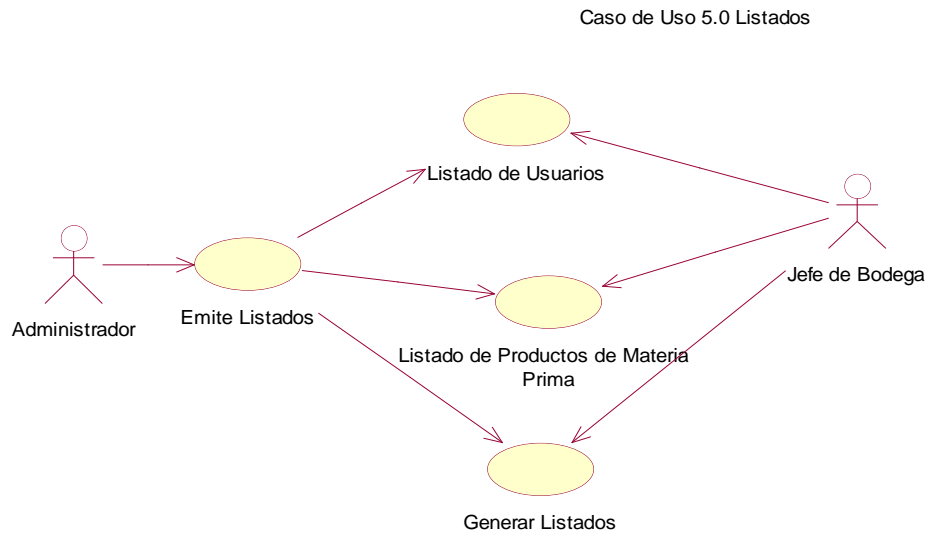 Caso de Uso 5.0 Listados
Listado de Usuarios
Jefe de Bodega
Emite Listados
Administrador
Listado de Productos de Materia
Prima
Generar Listados